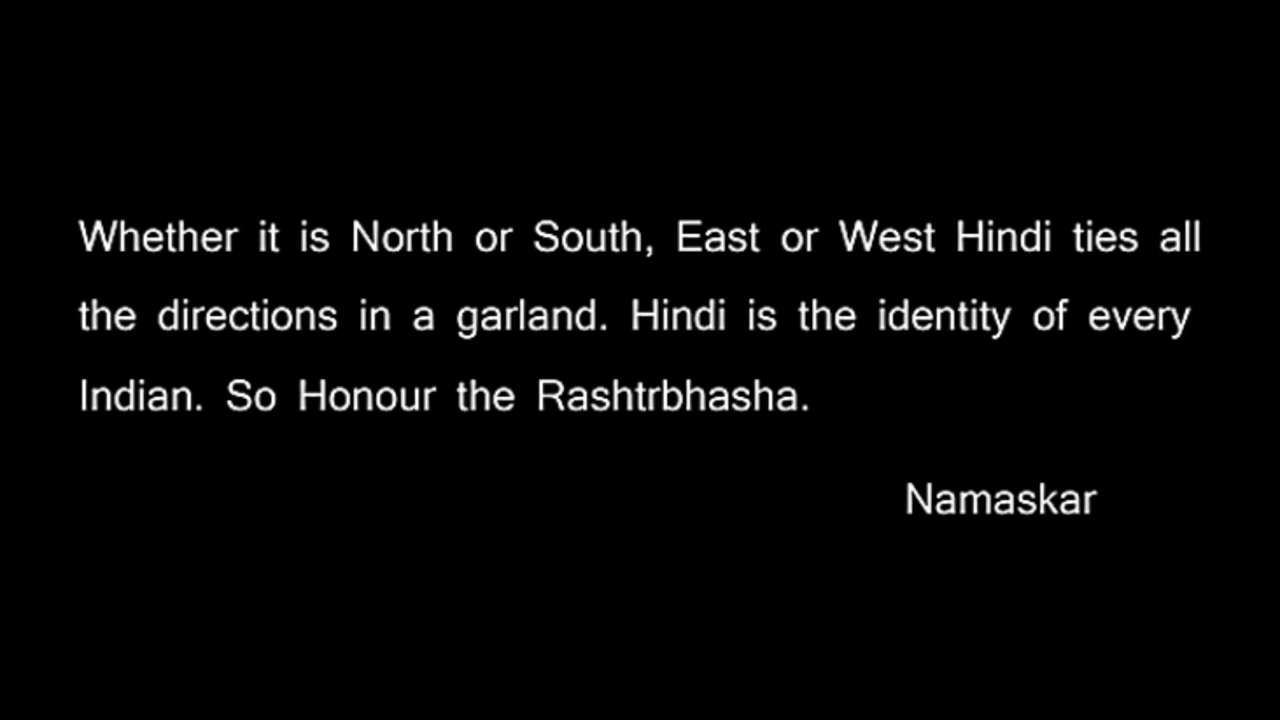 Whether it is North or South, East or West Hindi ties all
the directions in a garland. Hindi is the identity of every
Indian. So Honour the Rashtrbhasha.
Namaskar